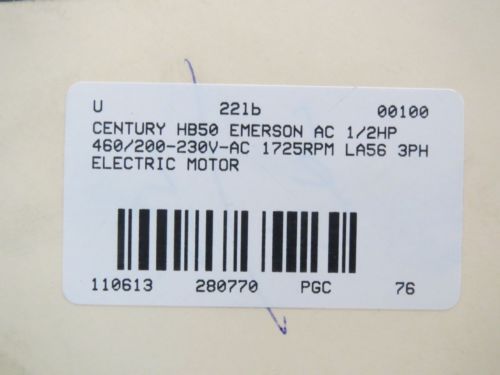 U 22lb 00100
CENTURY HB50 EMERSON AC 1/2HP
460/200-230V-AC 1725RPM LA56 3PH
ELECTRIC MOTOR
110613 280770 PGC 76